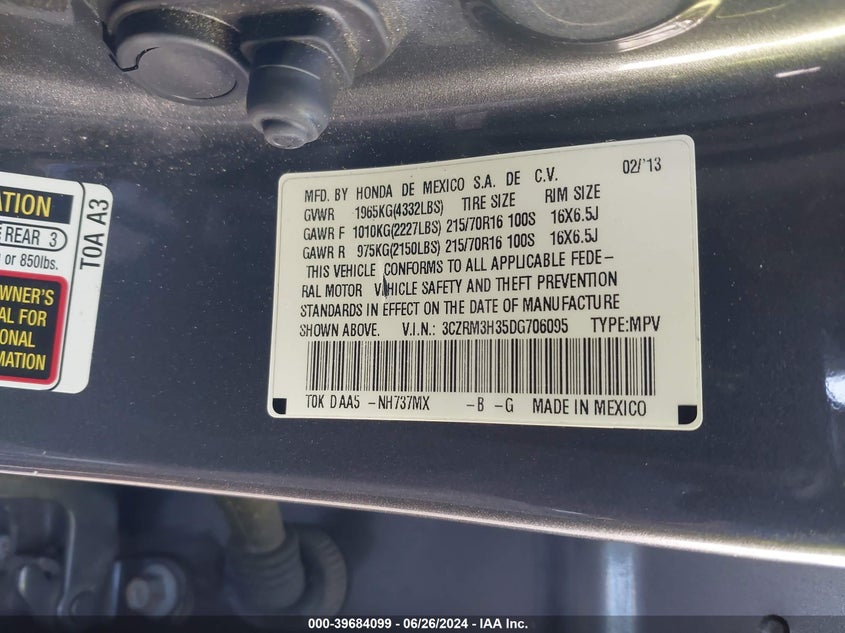 ATION
REAR 3
or 850lbs.
OWNER'S
AL FOR
ONAL
MATION
TOA A3
MFD. BY HONDA DE MEXICO S.A. DE C.V. 02/'13
GVWR 1965KG(4332LBS) TIRE SIZE RIM SIZE
GAWR F 1010KG(2227LBS) 215/70R16 100S 16X6.5J
GAWR R 975KG(2150LBS) 215/70R16 100S 16X6.5J
THIS VEHICLE CONFORMS TO ALL APPLICABLE FEDE-
RAL MOTOR VEHICLE SAFETY AND THEFT PREVENTION
STANDARDS IN EFFECT ON THE DATE OF MANUFACTURE
SHOWN ABOVE. V.I.N.: 3CZRM3H35DG706095 TYPE:MPV
TOK D AA5 -NH737MX -B -G MADE IN MEXICO
000-39684099 - 06/26/2024 - IAA Inc.